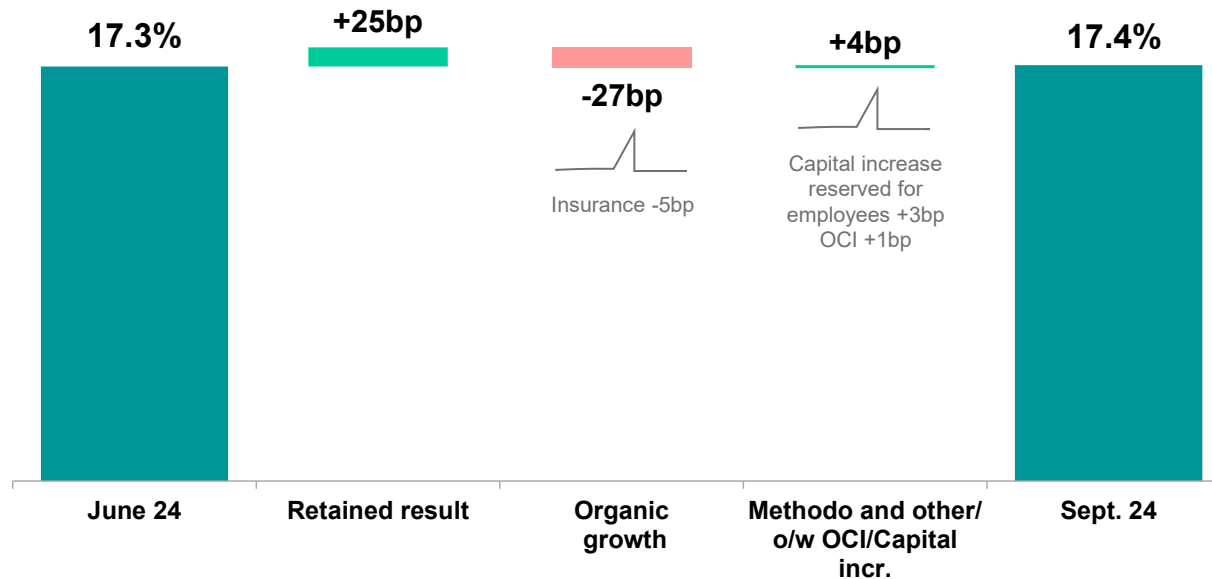 17.3%
+25bp
-27bp
Insurance -5bp
+4bp
Capital increase
reserved for
employees +3bp
OCI +1bp
17.4%
June 24
Retained result
Organic
growth
Methodo and other/
o/w OCI/Capital
incr.
Sept. 24